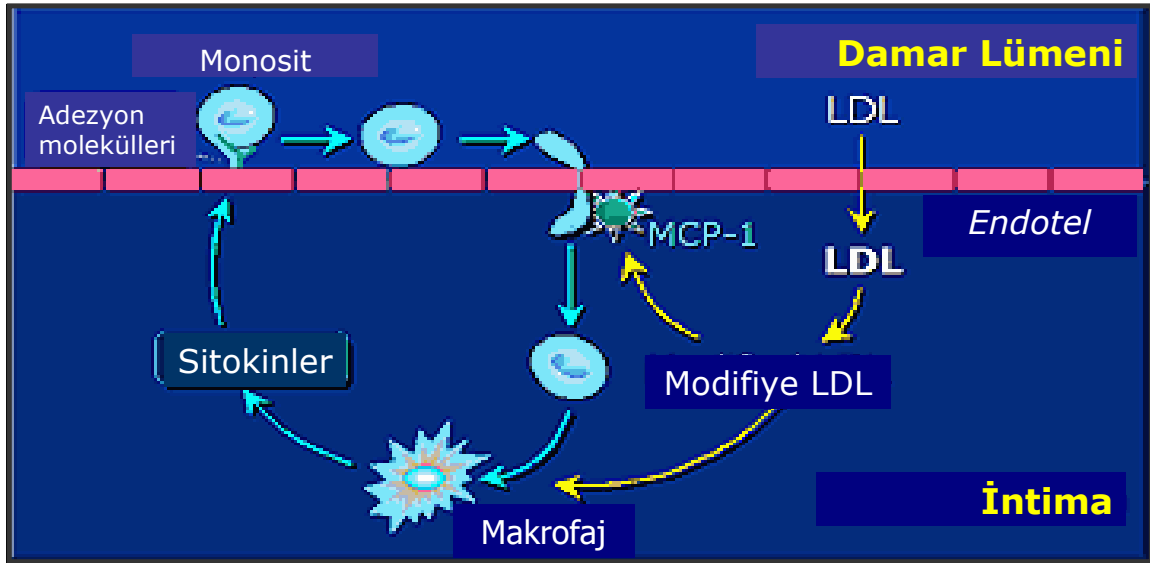 Monosit
Damar Lümeni
Adezyon
molekülleri
LDL
Endotel
MCP-1
LDL
Sitokinler
Modifiye LDL
İntima
Makrofaj